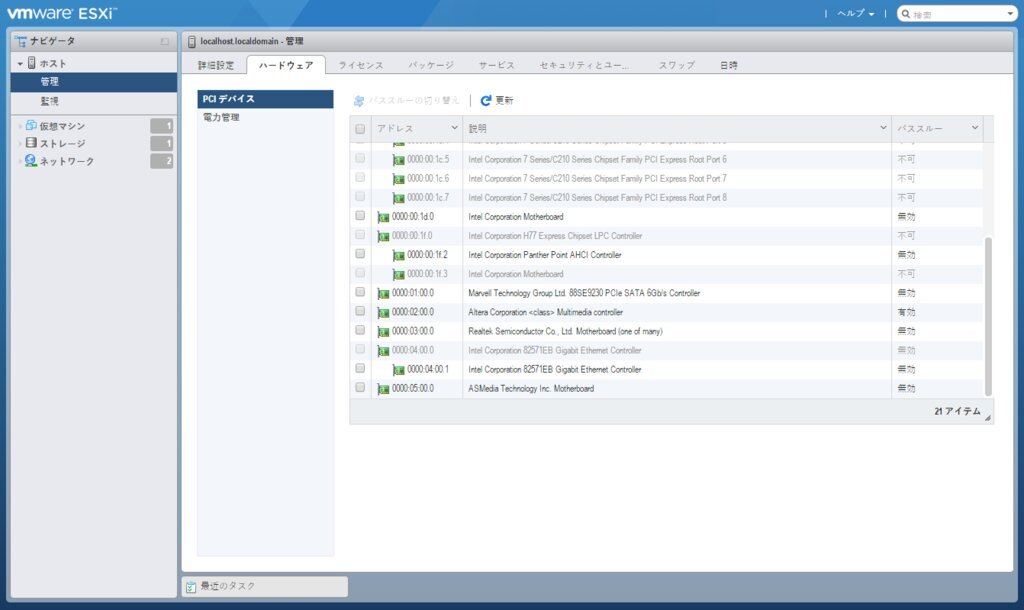 vmware ESXi™
ヘルプ
検索
ナビゲータ
localhost.localdomain - 管理
ホスト
管理
監視
仮想マシン 1
ストレージ 1
ネットワーク 2
詳細設定 ハードウェア ライセンス パッケージ サービス セキュリティとユー... スワップ 日時
PCI デバイス
電力管理
パススルーの切り替え 更新
アドレス 説明 パススルー
0000:00:1c.5 Intel Corporation 7 Series/C210 Series Chipset Family PCI Express Root Port 6 不可
0000:00:1c.6 Intel Corporation 7 Series/C210 Series Chipset Family PCI Express Root Port 7 不可
0000:00:1c.7 Intel Corporation 7 Series/C210 Series Chipset Family PCI Express Root Port 8 不可
0000:00:1d.0 Intel Corporation Motherboard 無効
0000:00:1f.0 Intel Corporation H77 Express Chipset LPC Controller 不可
0000:00:1f.2 Intel Corporation Panther Point AHCI Controller 無効
0000:00:1f.3 Intel Corporation Motherboard 不可
0000:01:00.0 Marvell Technology Group Ltd. 88SE9230 PCIe SATA 6Gb/s Controller 無効
0000:02:00.0 Altera Corporation <class> Multimedia controller 有効
0000:03:00.0 Realtek Semiconductor Co., Ltd. Motherboard (one of many) 無効
0000:04:00.0 Intel Corporation 82571EB Gigabit Ethernet Controller 無効
0000:04:00.1 Intel Corporation 82571EB Gigabit Ethernet Controller 無効
0000:05:00.0 ASMedia Technology Inc. Motherboard 無効
21 アイテム
最近のタスク